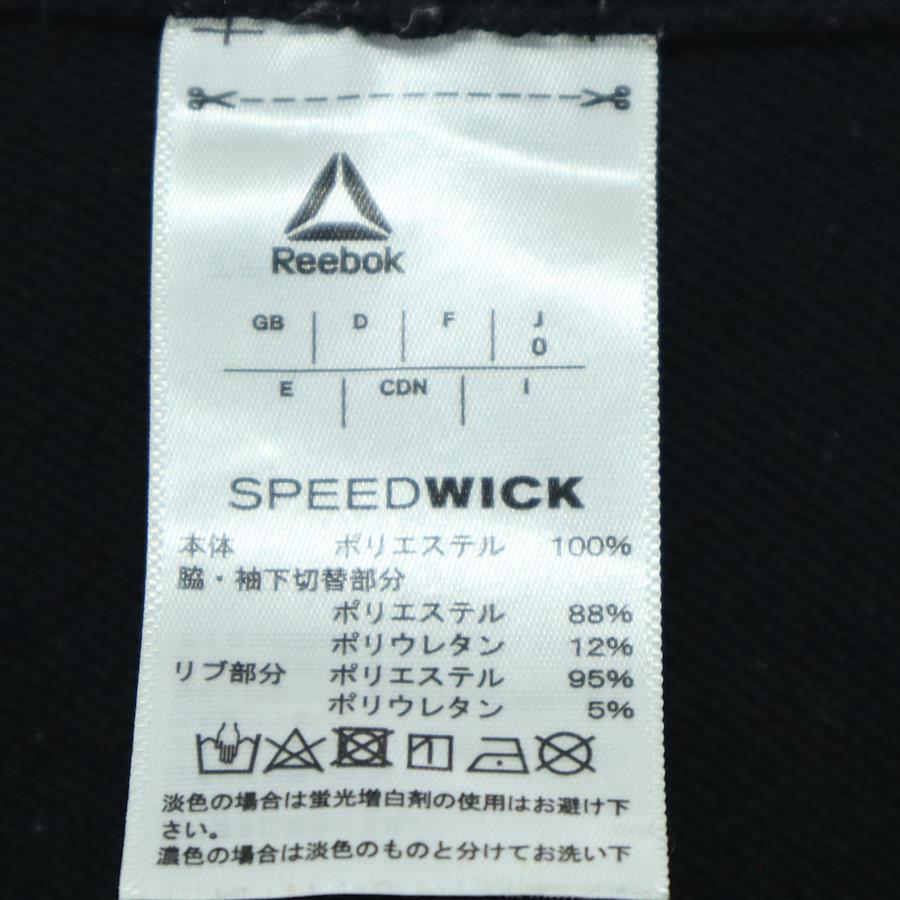 Reebok
GB D F J
0
E CDN I
SPEEDWICK
本体 ポリエステル 100%
脇・袖下切替部分
ポリエステル 88%
ポリウレタン 12%
リブ部分 ポリエステル 95%
ポリウレタン 5%
淡色の場合は蛍光増白剤の使用はお避け下
さい。
濃色の場合は淡色のものと分けてお洗い下